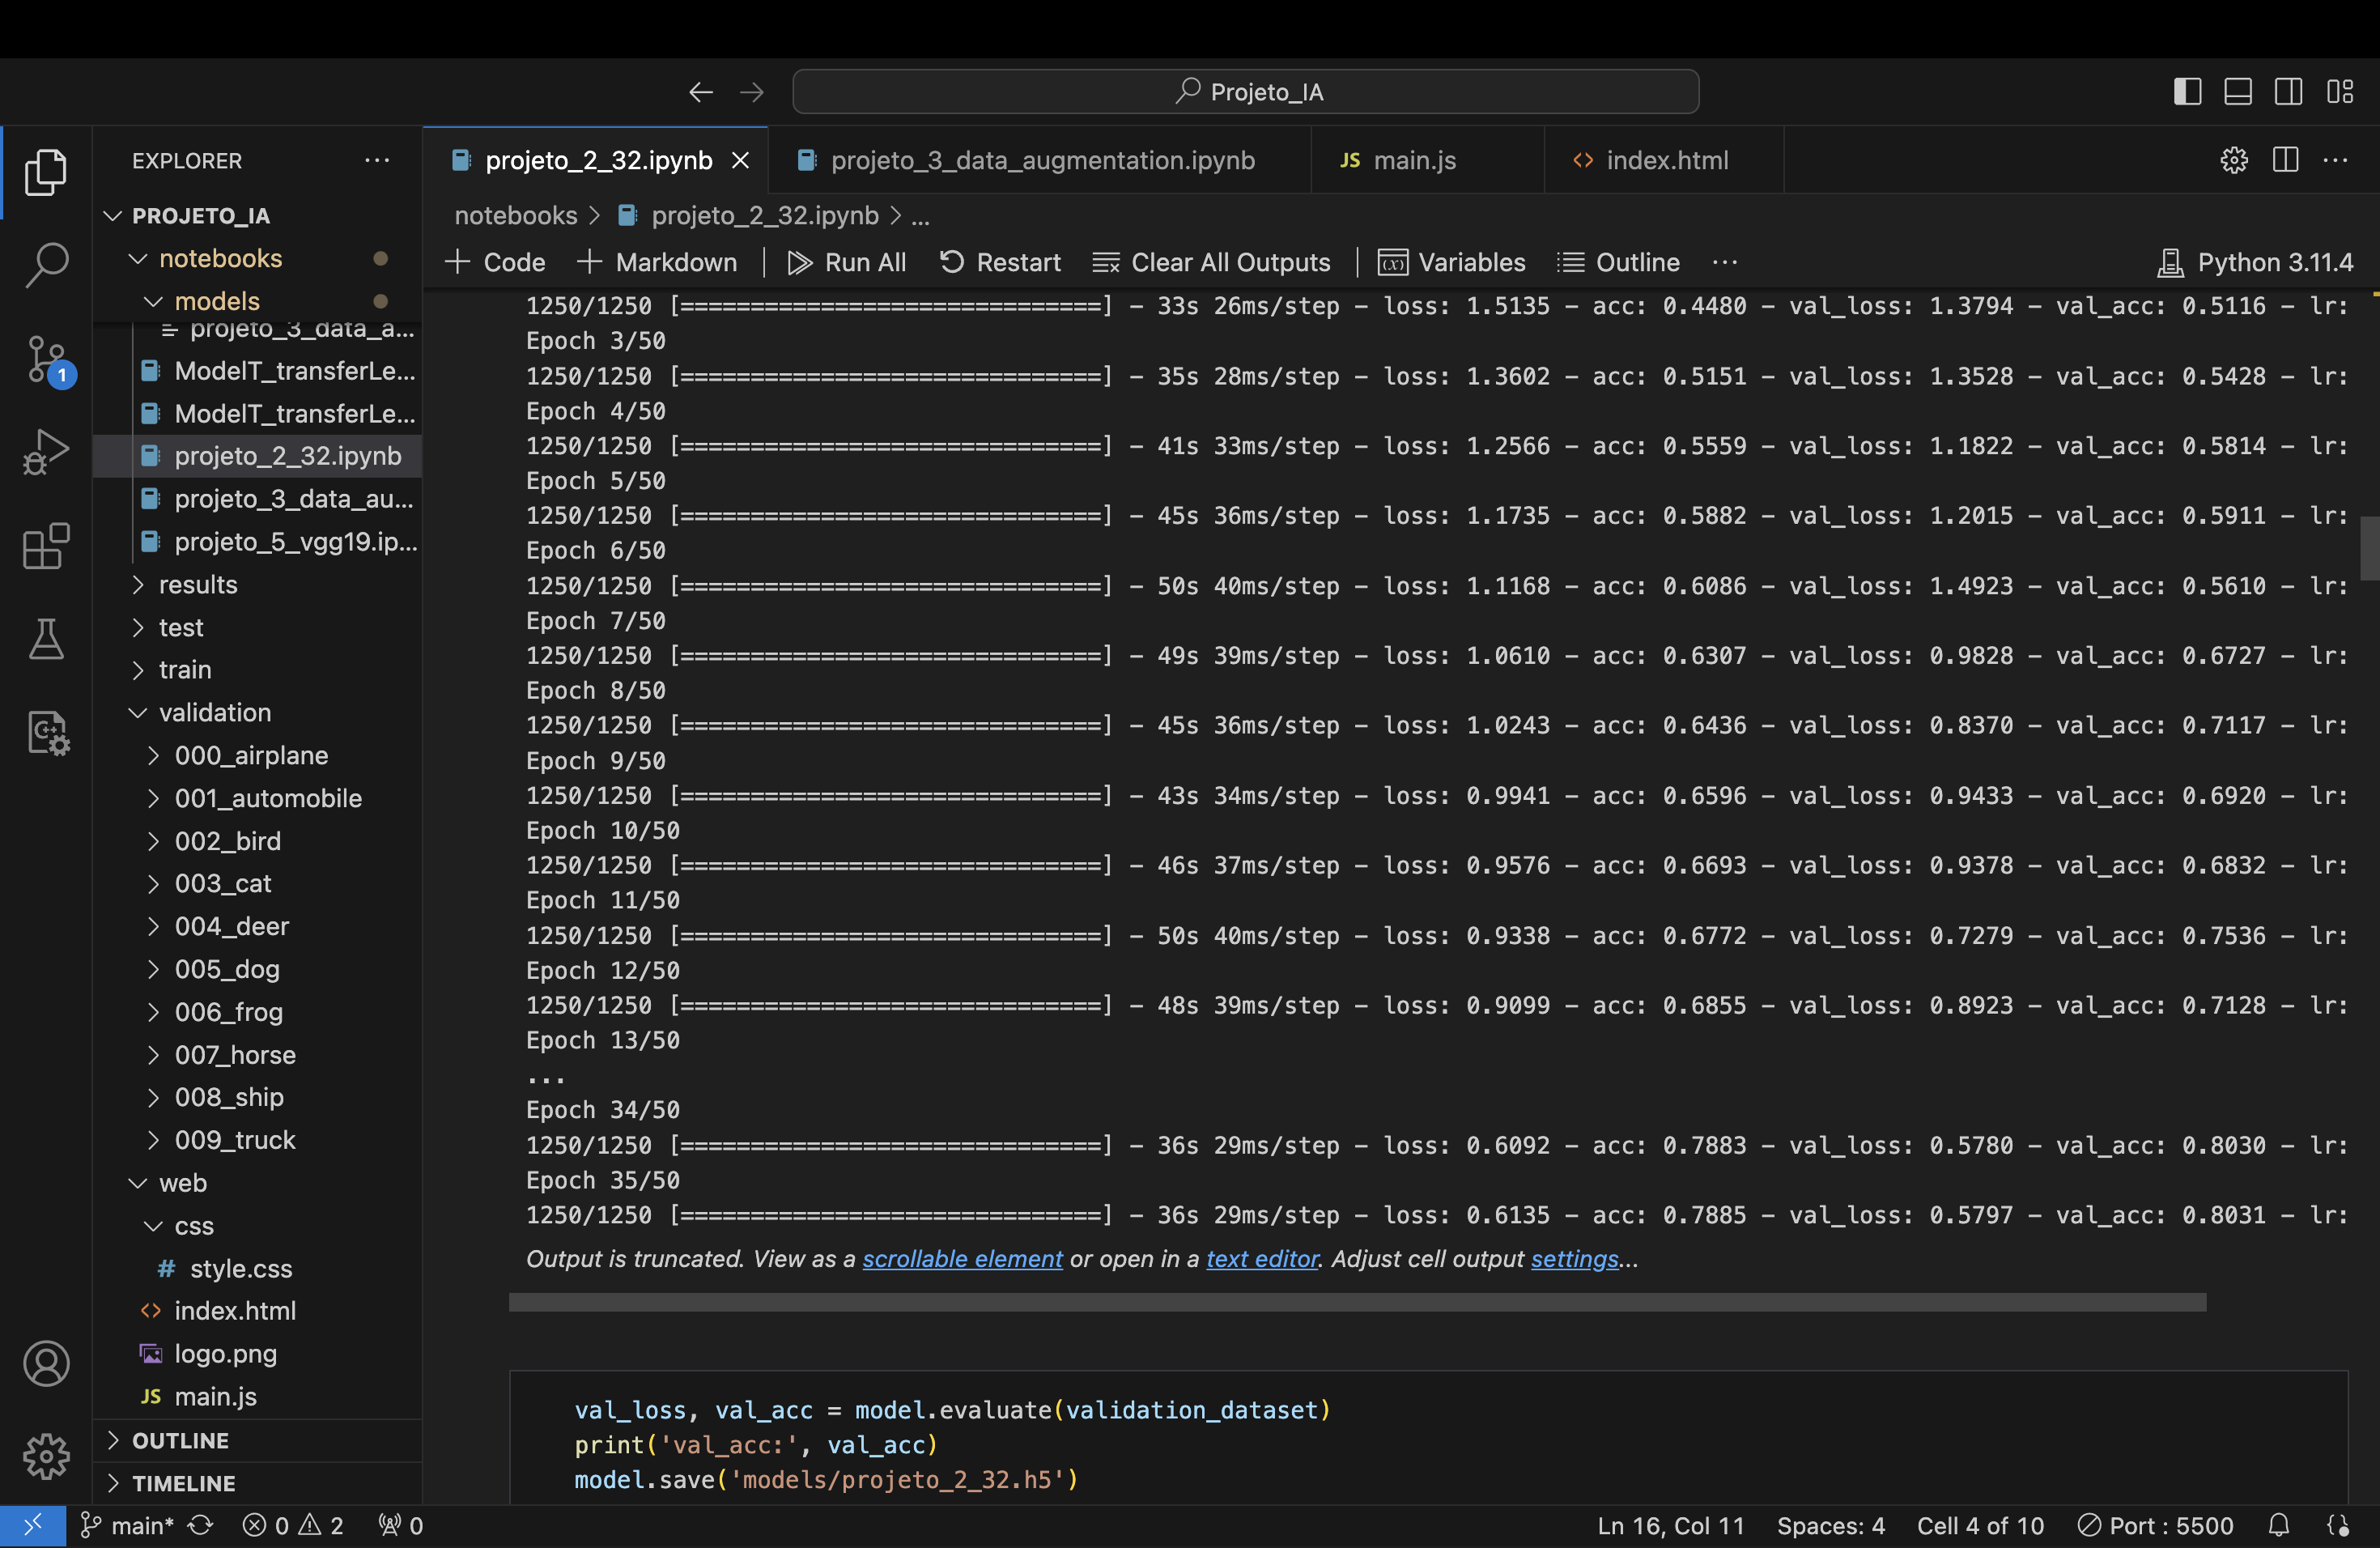 Projeto_IA
EXPLORER
PROJETO_IA
notebooks
models
projeto_3_data_a...
ModelT_transferLe...
ModelT_transferLe...
projeto_2_32.ipynb
projeto_3_data_au...
projeto_5_vgg19.ip...
results
test
train
validation
000_airplane
001_automobile
002_bird
003_cat
004_deer
005_dog
006_frog
007_horse
008_ship
009_truck
web
css
# style.css
<> index.html
logo.png
JS main.js
OUTLINE
TIMELINE
1
projeto_2_32.ipynb
projeto_3_data_augmentation.ipynb
JS main.js
<> index.html
notebooks > projeto_2_32.ipynb > ...
+ Code + Markdown | Run All Restart Clear All Outputs | Variables Outline ... Python 3.11.4
1250/1250 [==============================] - 33s 26ms/step - loss: 1.5135 - acc: 0.4480 - val_loss: 1.3794 - val_acc: 0.5116 - lr:
Epoch 3/50
1250/1250 [==============================] - 35s 28ms/step - loss: 1.3602 - acc: 0.5151 - val_loss: 1.3528 - val_acc: 0.5428 - lr:
Epoch 4/50
1250/1250 [==============================] - 41s 33ms/step - loss: 1.2566 - acc: 0.5559 - val_loss: 1.1822 - val_acc: 0.5814 - lr:
Epoch 5/50
1250/1250 [==============================] - 45s 36ms/step - loss: 1.1735 - acc: 0.5882 - val_loss: 1.2015 - val_acc: 0.5911 - lr:
Epoch 6/50
1250/1250 [==============================] - 50s 40ms/step - loss: 1.1168 - acc: 0.6086 - val_loss: 1.4923 - val_acc: 0.5610 - lr:
Epoch 7/50
1250/1250 [==============================] - 49s 39ms/step - loss: 1.0610 - acc: 0.6307 - val_loss: 0.9828 - val_acc: 0.6727 - lr:
Epoch 8/50
1250/1250 [==============================] - 45s 36ms/step - loss: 1.0243 - acc: 0.6436 - val_loss: 0.8370 - val_acc: 0.7117 - lr:
Epoch 9/50
1250/1250 [==============================] - 43s 34ms/step - loss: 0.9941 - acc: 0.6596 - val_loss: 0.9433 - val_acc: 0.6920 - lr:
Epoch 10/50
1250/1250 [==============================] - 46s 37ms/step - loss: 0.9576 - acc: 0.6693 - val_loss: 0.9378 - val_acc: 0.6832 - lr:
Epoch 11/50
1250/1250 [==============================] - 50s 40ms/step - loss: 0.9338 - acc: 0.6772 - val_loss: 0.7279 - val_acc: 0.7536 - lr:
Epoch 12/50
1250/1250 [==============================] - 48s 39ms/step - loss: 0.9099 - acc: 0.6855 - val_loss: 0.8923 - val_acc: 0.7128 - lr:
Epoch 13/50
...
Epoch 34/50
1250/1250 [==============================] - 36s 29ms/step - loss: 0.6092 - acc: 0.7883 - val_loss: 0.5780 - val_acc: 0.8030 - lr:
Epoch 35/50
1250/1250 [==============================] - 36s 29ms/step - loss: 0.6135 - acc: 0.7885 - val_loss: 0.5797 - val_acc: 0.8031 - lr:
Output is truncated. View as a scrollable element or open in a text editor. Adjust cell output settings...
val_loss, val_acc = model.evaluate(validation_dataset)
print('val_acc:', val_acc)
model.save('models/projeto_2_32.h5')
main* 0 2 0 Ln 16, Col 11 Spaces: 4 Cell 4 of 10 Port : 5500